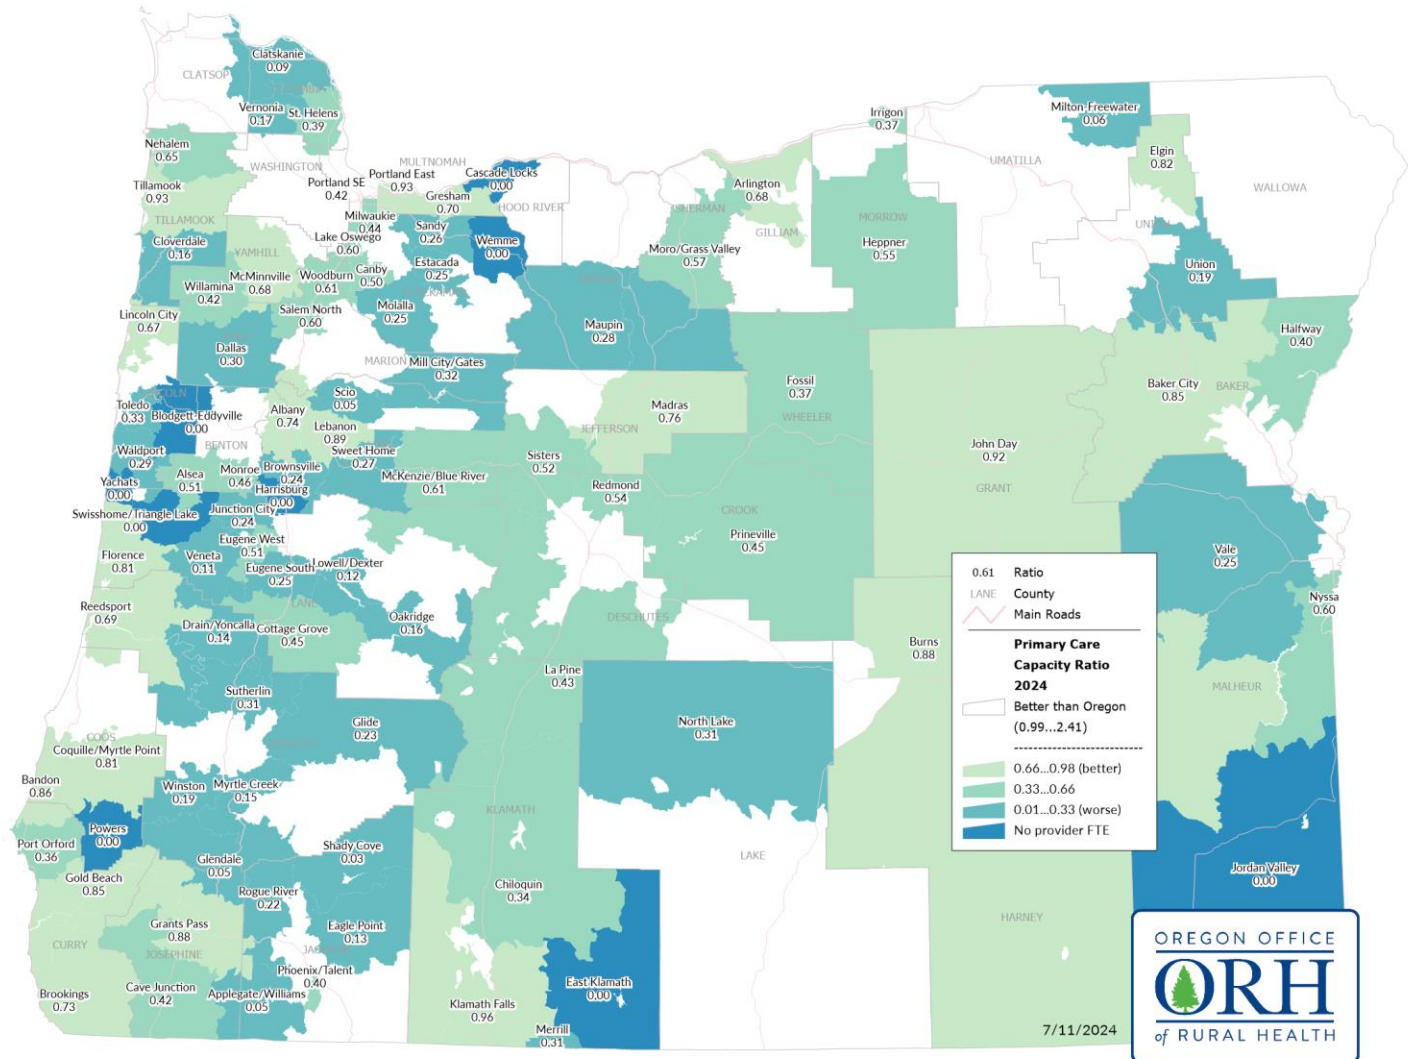 Clatskanie
0.09
CLATSOP
Vernonia
0.17
St. Helens
0.39
Irrigon
0.37
Milton-Freewater
0.06
Nehalem
0.65
WASHINGTON
MULTNOMAH
Portland East
0.93
Cascade Locks
0.00
UMATILLA
Elgin
0.82
WALLOWA
Tillamook
0.93
Portland SE
0.42
Gresham
0.70
HOOD RIVER
Arlington
0.68
SHERMAN
GILLIAM
MORROW
TILLAMOOK
Milwaukie
0.44
Sandy
0.26
Wemme
0.00
Cloverdale
0.16
YAMHILL
Lake Oswego
0.60
Moro/Grass Valley
0.57
Heppner
0.55
Union
0.19
McMinnville
0.68
Woodburn
0.61
Canby
0.50
Estacada
0.25
Willamina
0.42
Molalla
0.25
Lincoln City
0.67
Salem North
0.60
Maupin
0.28
Halfway
0.40
Dallas
0.30
MARION
Mill City/Gates
0.32
Fossil
0.37
Baker City
0.85
BAKER
Toledo
0.33
Blodgett-Eddyville
0.00
Albany
0.74
Scio
0.05
Madras
0.76
WHEELER
BENTON
Lebanon
0.89
JEFFERSON
John Day
0.92
Waldport
0.29
Sweet Home
0.27
Sisters
0.52
Alsea
0.51
Monroe
0.46
Brownsville
0.24
McKenzie/Blue River
0.61
Redmond
0.54
GRANT
Yachats
0.00
Harrisburg
0.00
CROOK
Swisshome/Triangle Lake
0.00
Junction City
0.24
Prineville
0.45
Eugene West
0.51
Florence
0.81
Veneta
0.11
Eugene South
0.25
Lowell/Dexter
0.12
Vale
0.25
Reedsport
0.69
LANE
Nyssa
0.60
Drain/Yoncalla
0.14
Cottage Grove
0.45
Oakridge
0.16
DESCHUTES
Burns
0.88
La Pine
0.43
Sutherlin
0.31
MALHEUR
Glide
0.23
North Lake
0.31
COOS
Coquille/Myrtle Point
0.81
Bandon
0.86
Winston
0.19
Myrtle Creek
0.15
KLAMATH
Powers
0.00
Port Orford
0.36
Shady Cove
0.03
LAKE
Glendale
0.05
Gold Beach
0.85
Rogue River
0.22
Chiloquin
0.34
Jordan Valley
0.00
Grants Pass
0.88
Eagle Point
0.13
HARNEY
CURRY
JOSEPHINE
Phoenix/Talent
0.40
Brookings
0.73
Cave Junction
0.42
Applegate/Williams
0.05
Klamath Falls
0.96
East Klamath
0.00
Merrill
0.31
0.61 Ratio
LANE County
Main Roads
Primary Care
Capacity Ratio
2024
Better than Oregon
(0.99...2.41)
0.66...0.98 (better)
0.33...0.66
0.01...0.33 (worse)
No provider FTE
7/11/2024
OREGON OFFICE
ORH
of RURAL HEALTH